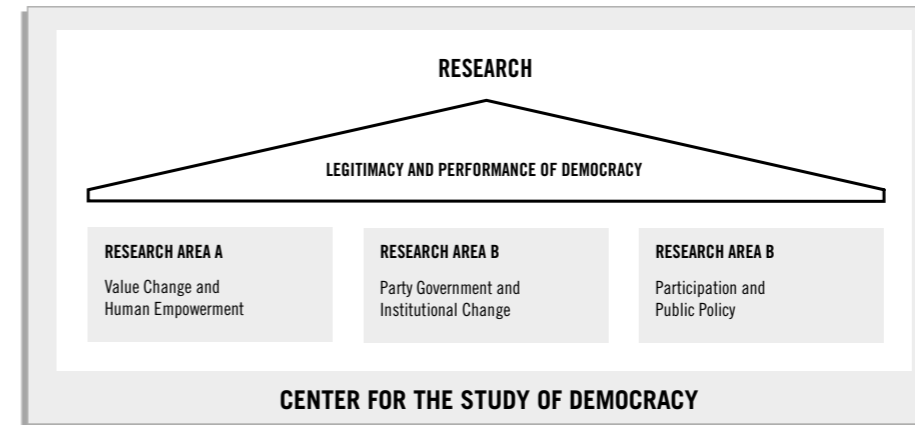 RESEARCH
LEGITIMACY AND PERFORMANCE OF DEMOCRACY
RESEARCH AREA A
Value Change and
Human Empowerment
RESEARCH AREA B
Party Government and
Institutional Change
RESEARCH AREA B
Participation and
Public Policy
CENTER FOR THE STUDY OF DEMOCRACY